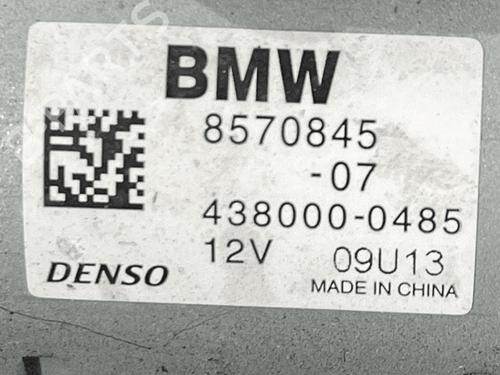 BMW
8570845
-07
438000-0485
12V 09U13
DENSO
MADE IN CHINA